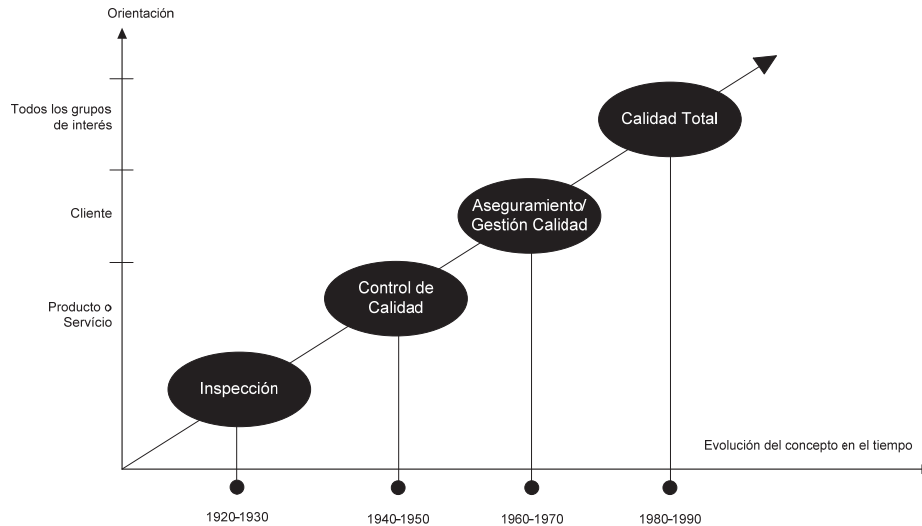 Orientación
Todos los grupos
de interés
Calidad Total
Cliente
Aseguramiento/
Gestión Calidad
Control de
Calidad
Producto o
Servício
Inspección
Evolución del concepto en el tiempo
1920-1930
1940-1950
1960-1970
1980-1990